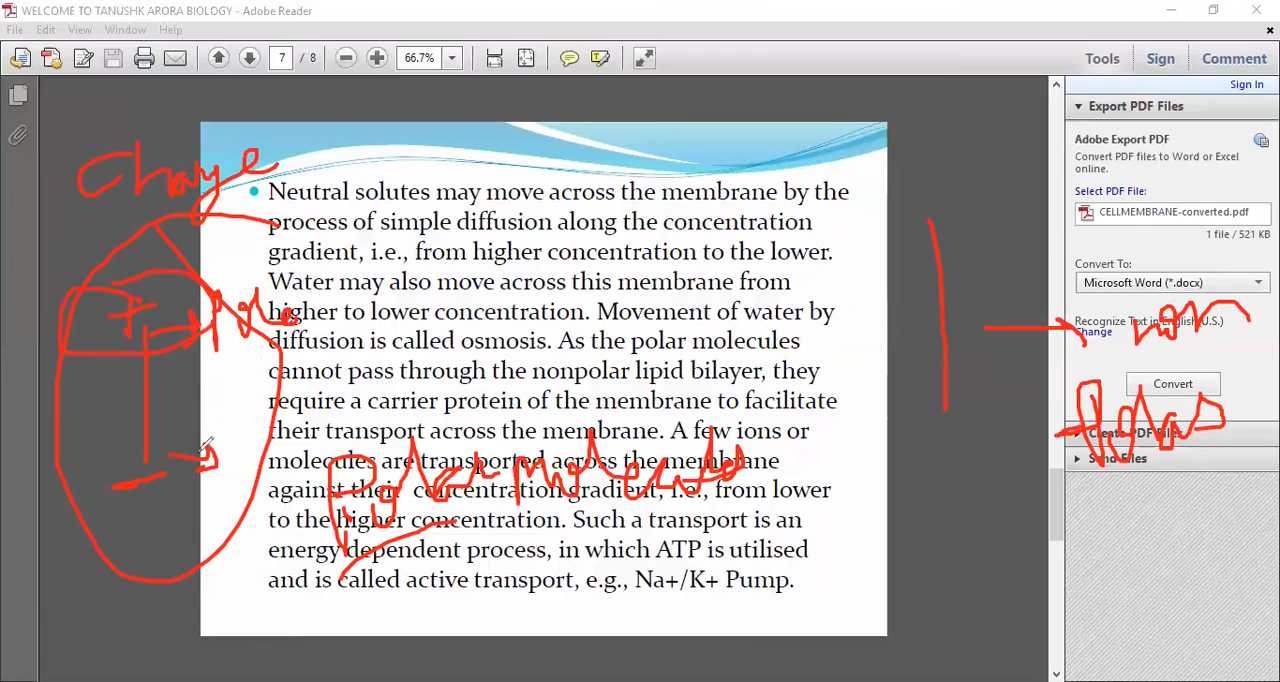 WELCOME TO TANUSHK ARORA BIOLOGY - Adobe Reader
File Edit View Window Help
7 / 8 66.7% Tools Sign Comment
Sign In
Export PDF Files
Adobe Export PDF
Convert PDF files to Word or Excel
online.
Select PDF File:
CELLMEMBRANE-converted.pdf
1 file / 521 KB
Convert To:
Microsoft Word (*.docx)
Recognize Text in English(U.S.)
Change
Convert
Create PDF Files
Send Files
Charge
• Neutral solutes may move across the membrane by the
process of simple diffusion along the concentration
gradient, i.e., from higher concentration to the lower.
Water may also move across this membrane from
higher to lower concentration. Movement of water by
diffusion is called osmosis. As the polar molecules
cannot pass through the nonpolar lipid bilayer, they
require a carrier protein of the membrane to facilitate
their transport across the membrane. A few ions or
molecules are transported across the membrane
against their concentration gradient, i.e., from lower
to the higher concentration. Such a transport is an
energy dependent process, in which ATP is utilised
and is called active transport, e.g., Na+/K+ Pump.
+
-
Polar molecules
non
Polar